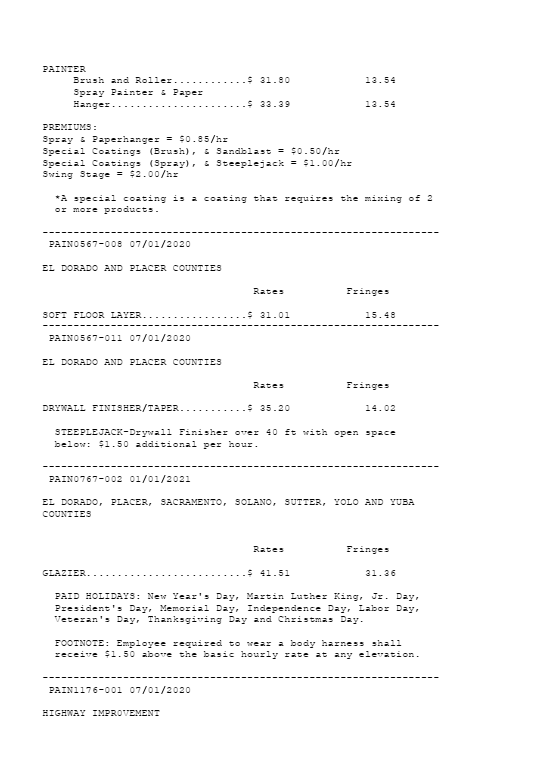 PAINTER
     Brush and Roller............$ 31.80            13.54
     Spray Painter & Paper
     Hanger......................$ 33.39            13.54
PREMIUMS:
Spray & Paperhanger = $0.85/hr
Special Coatings (Brush), & Sandblast = $0.50/hr
Special Coatings (Spray), & Steeplejack = $1.00/hr
Swing Stage = $2.00/hr
  *A special coating is a coating that requires the mixing of 2
  or more products.
----------------------------------------------------------------
 PAIN0567-008 07/01/2020
EL DORADO AND PLACER COUNTIES
                                  Rates          Fringes
SOFT FLOOR LAYER.................$ 31.01            15.48
----------------------------------------------------------------
 PAIN0567-011 07/01/2020
EL DORADO AND PLACER COUNTIES
                                  Rates          Fringes
DRYWALL FINISHER/TAPER...........$ 35.20            14.02
  STEEPLEJACK-Drywall Finisher over 40 ft with open space
  below: $1.50 additional per hour.
----------------------------------------------------------------
 PAIN0767-002 01/01/2021
EL DORADO, PLACER, SACRAMENTO, SOLANO, SUTTER, YOLO AND YUBA
COUNTIES
                                  Rates          Fringes
GLAZIER..........................$ 41.51            31.36
  PAID HOLIDAYS: New Year's Day, Martin Luther King, Jr. Day,
  President's Day, Memorial Day, Independence Day, Labor Day,
  Veteran's Day, Thanksgiving Day and Christmas Day.
  FOOTNOTE: Employee required to wear a body harness shall
  receive $1.50 above the basic hourly rate at any elevation.
----------------------------------------------------------------
 PAIN1176-001 07/01/2020
HIGHWAY IMPROVEMENT